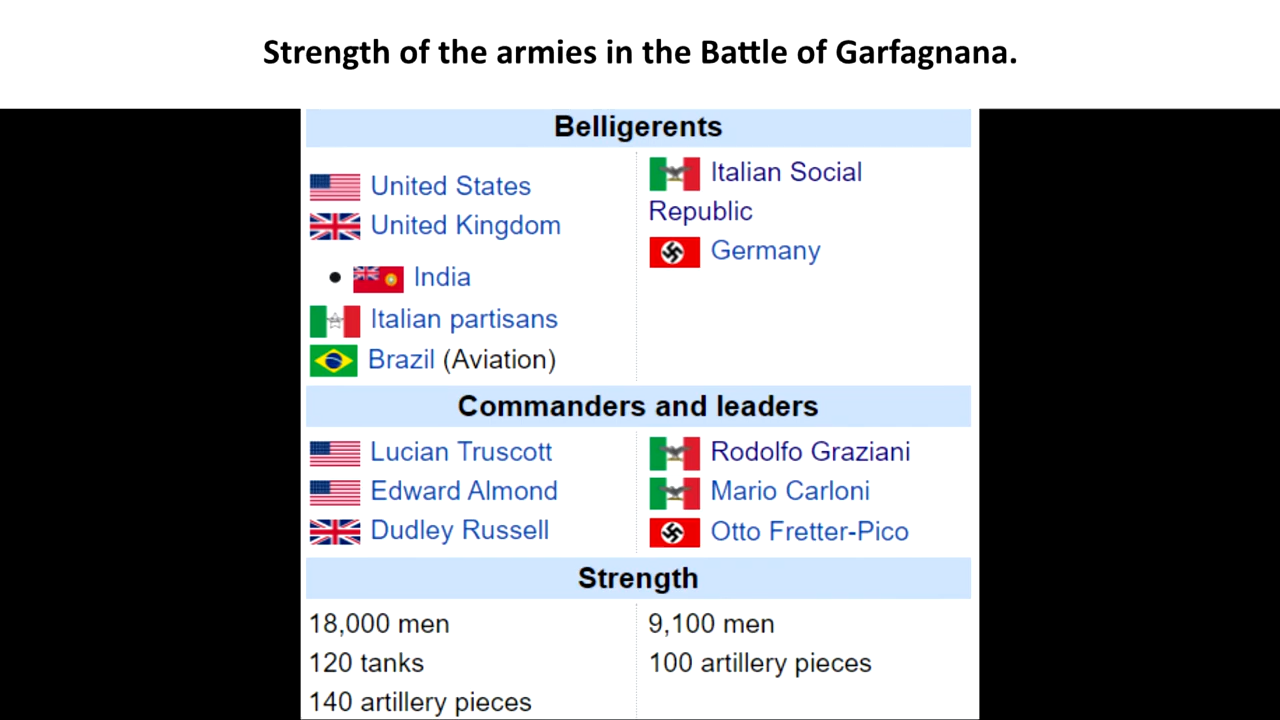 Strength of the armies in the Battle of Garfagnana.
Belligerents
United States
United Kingdom
India
Italian partisans
Brazil (Aviation)
Italian Social
Republic
Germany
Commanders and leaders
Lucian Truscott
Edward Almond
Dudley Russell
Rodolfo Graziani
Mario Carloni
Otto Fretter-Pico
Strength
18,000 men
120 tanks
140 artillery pieces
9,100 men
100 artillery pieces